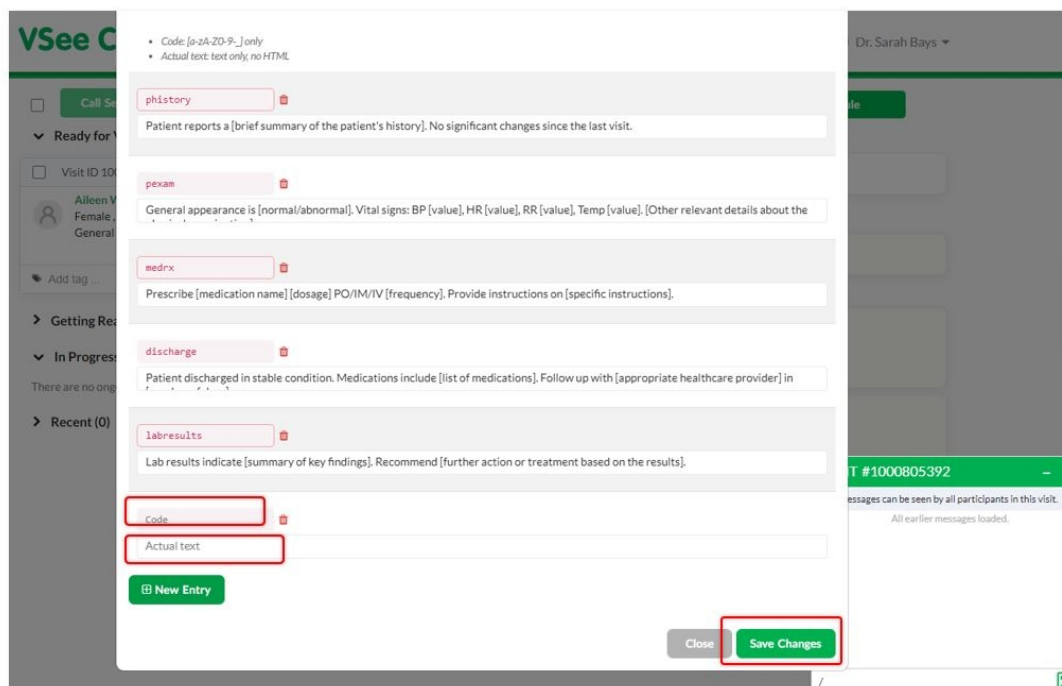 VSee C
Code: [a-zA-Z0-9-_] only
Actual text: text only, no HTML
Dr. Sarah Bays
Call Se
phistory
Patient reports a [brief summary of the patient's history]. No significant changes since the last visit.
Ready for
Visit ID 100
Aileen
Female,
General
pexam
General appearance is [normal/abnormal]. Vital signs: BP [value], HR [value], RR [value], Temp [value]. [Other relevant details about the
Add tag ...
medrx
Prescribe [medication name] [dosage] PO/IM/IV [frequency]. Provide instructions on [specific instructions].
Getting Rea
In Progress
There are no ong
discharge
Patient discharged in stable condition. Medications include [list of medications]. Follow up with [appropriate healthcare provider] in
Recent (0)
labresults
Lab results indicate [summary of key findings]. Recommend [further action or treatment based on the results].
T #1000805392
essages can be seen by all participants in this visit.
All earlier messages loaded.
Code
Actual text
New Entry
Close
Save Changes
/